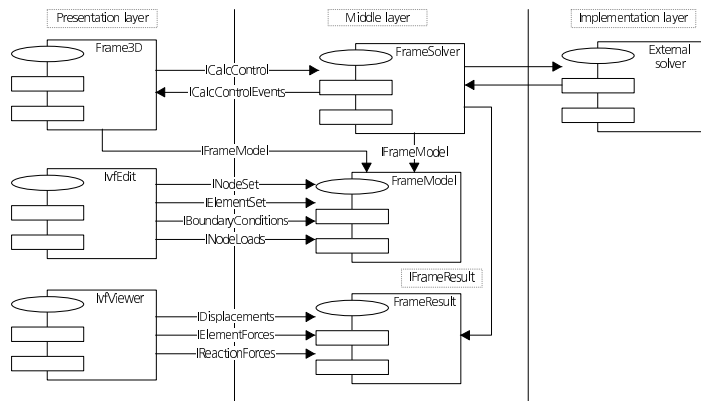 Presentation layer
Middle layer
Implementation layer
Frame3D
ICalcControl
ICalcControlEvents
FrameSolver
External
solver
IFrameModel
IFrameModel
IvfEdit
INodeSet
IElementSet
IBoundaryConditions
INodeLoads
FrameModel
IFrameResult
IvfViewer
IDisplacements
IElementForces
IReactionForces
FrameResult